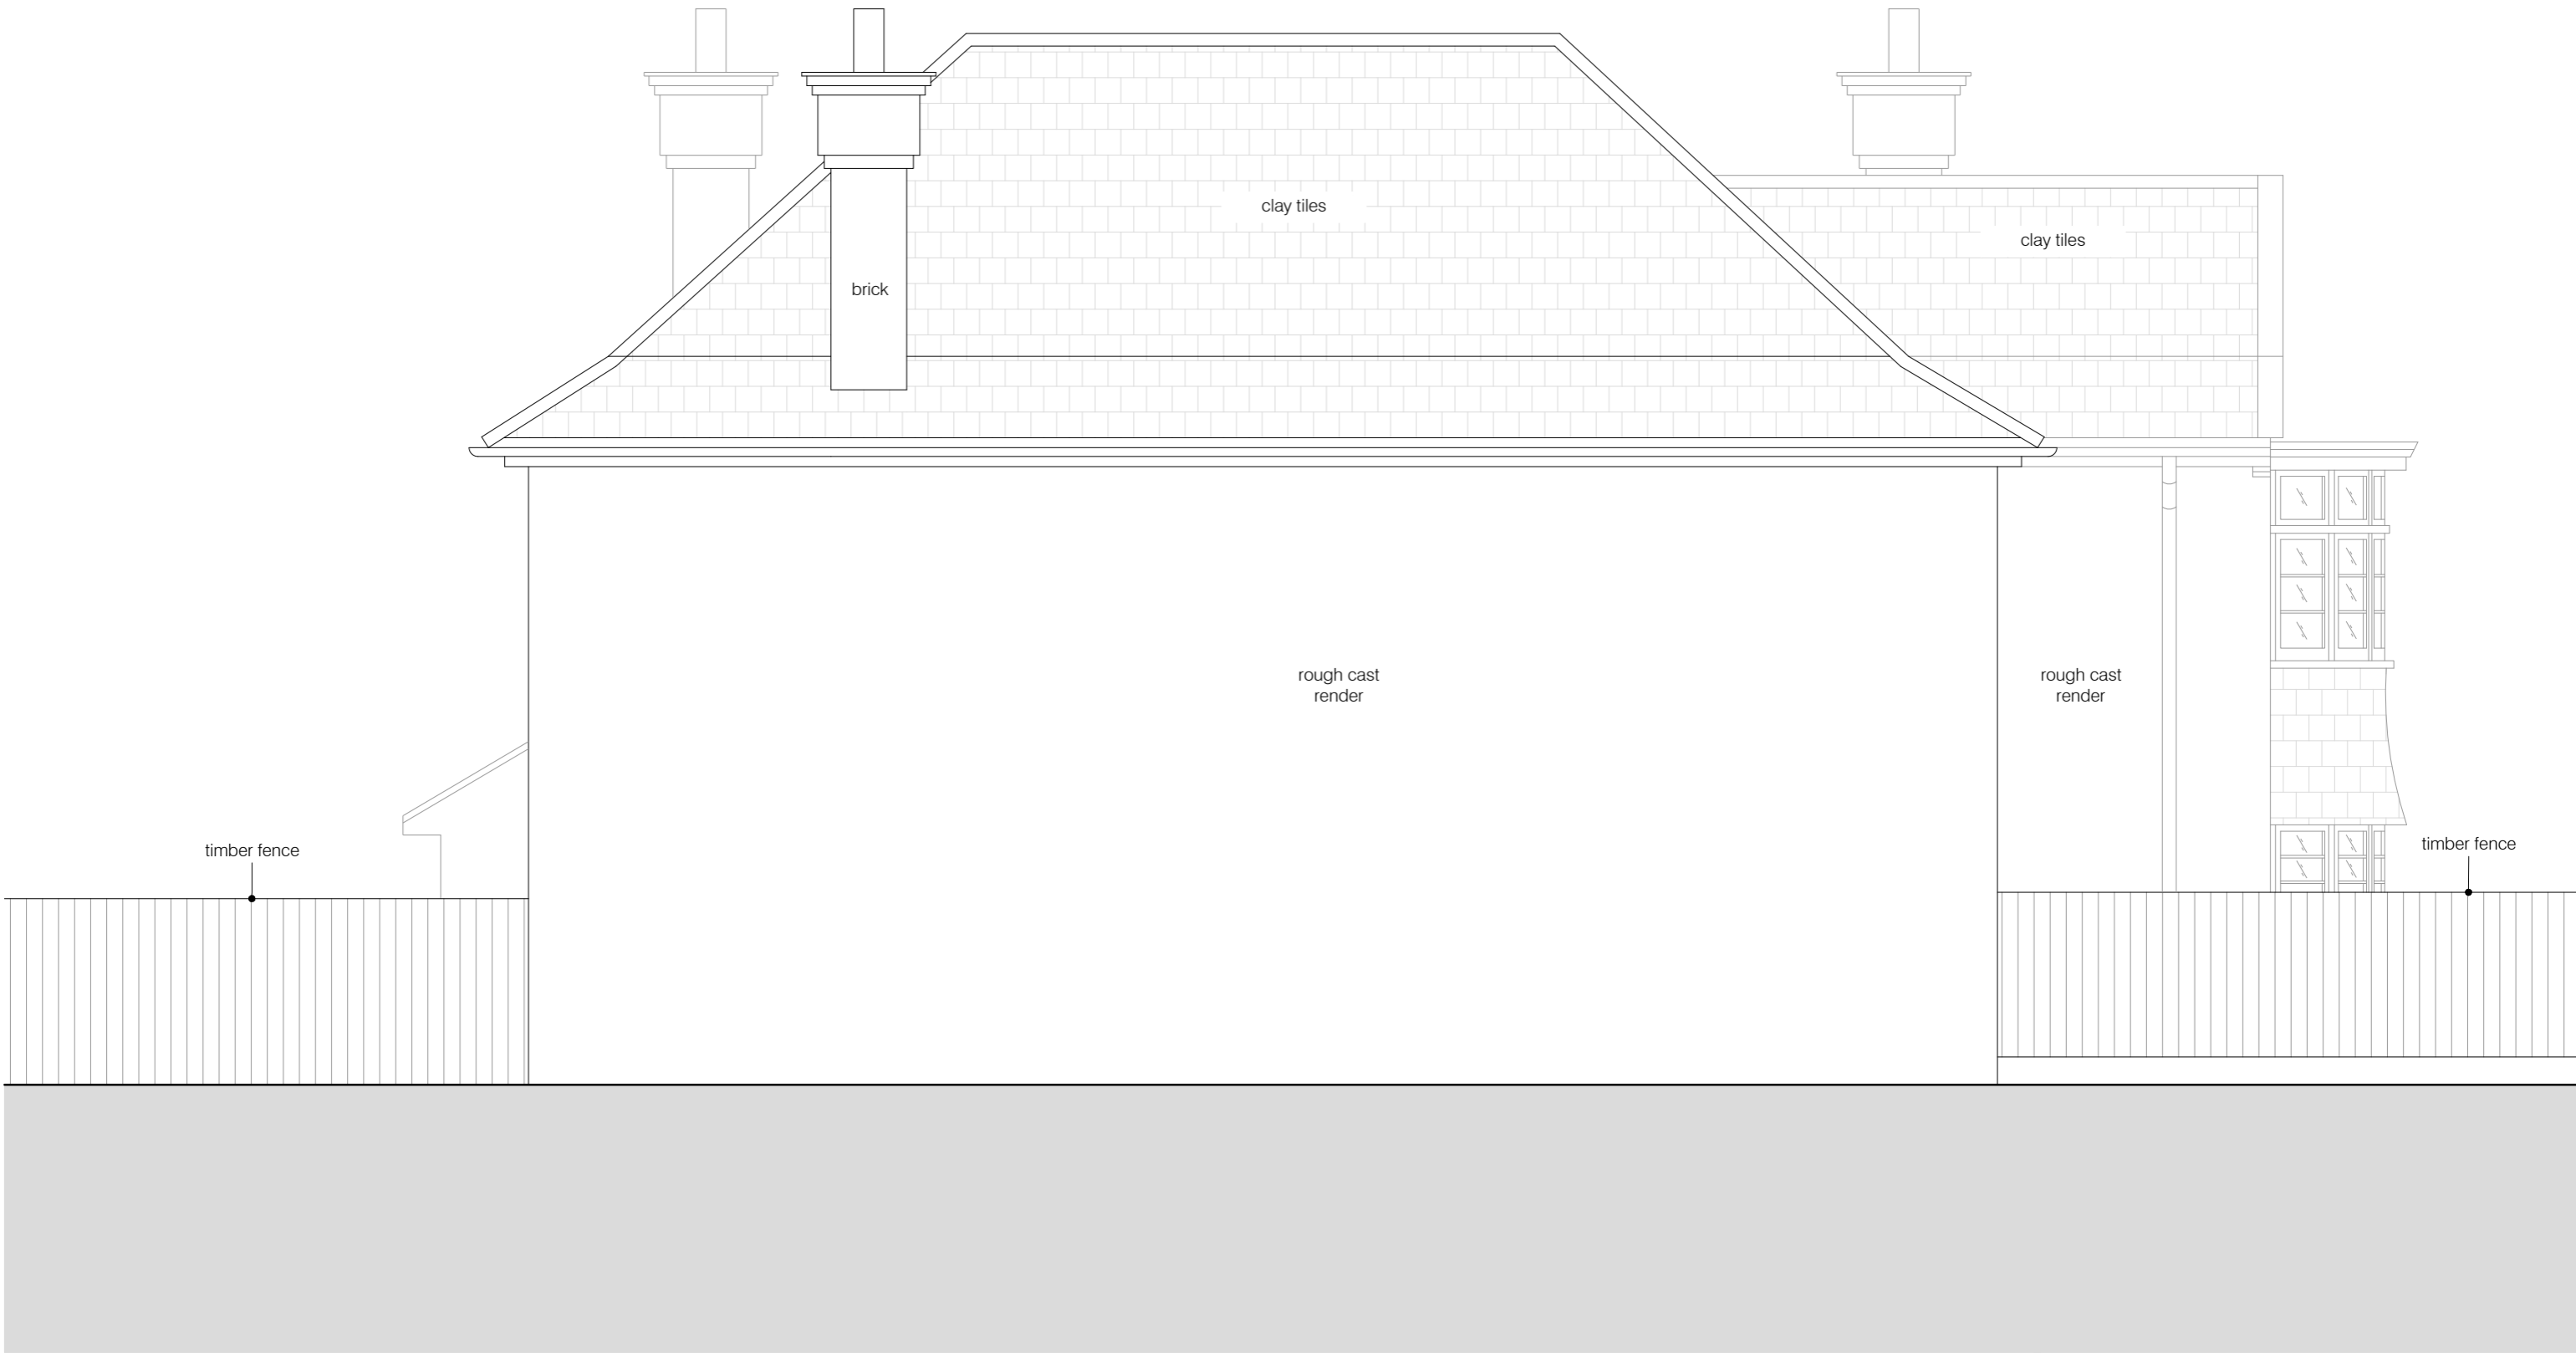 clay tiles
clay tiles
brick
rough cast
render
rough cast
render
timber fence
timber fence